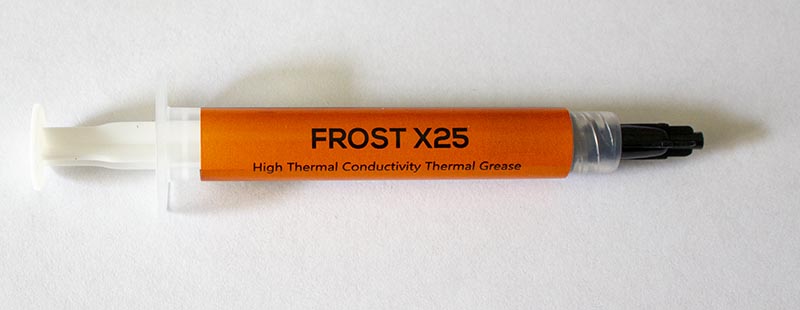 FROST X25
High Thermal Conductivity Thermal Grease